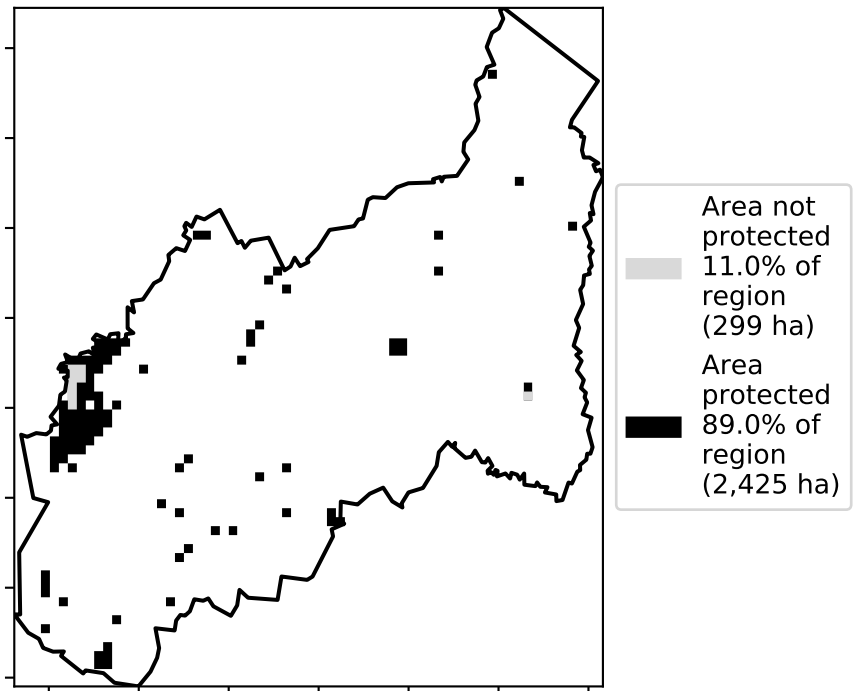 Area not
protected
11.0% of
region
(299 ha)
Area
protected
89.0% of
region
(2,425 ha)